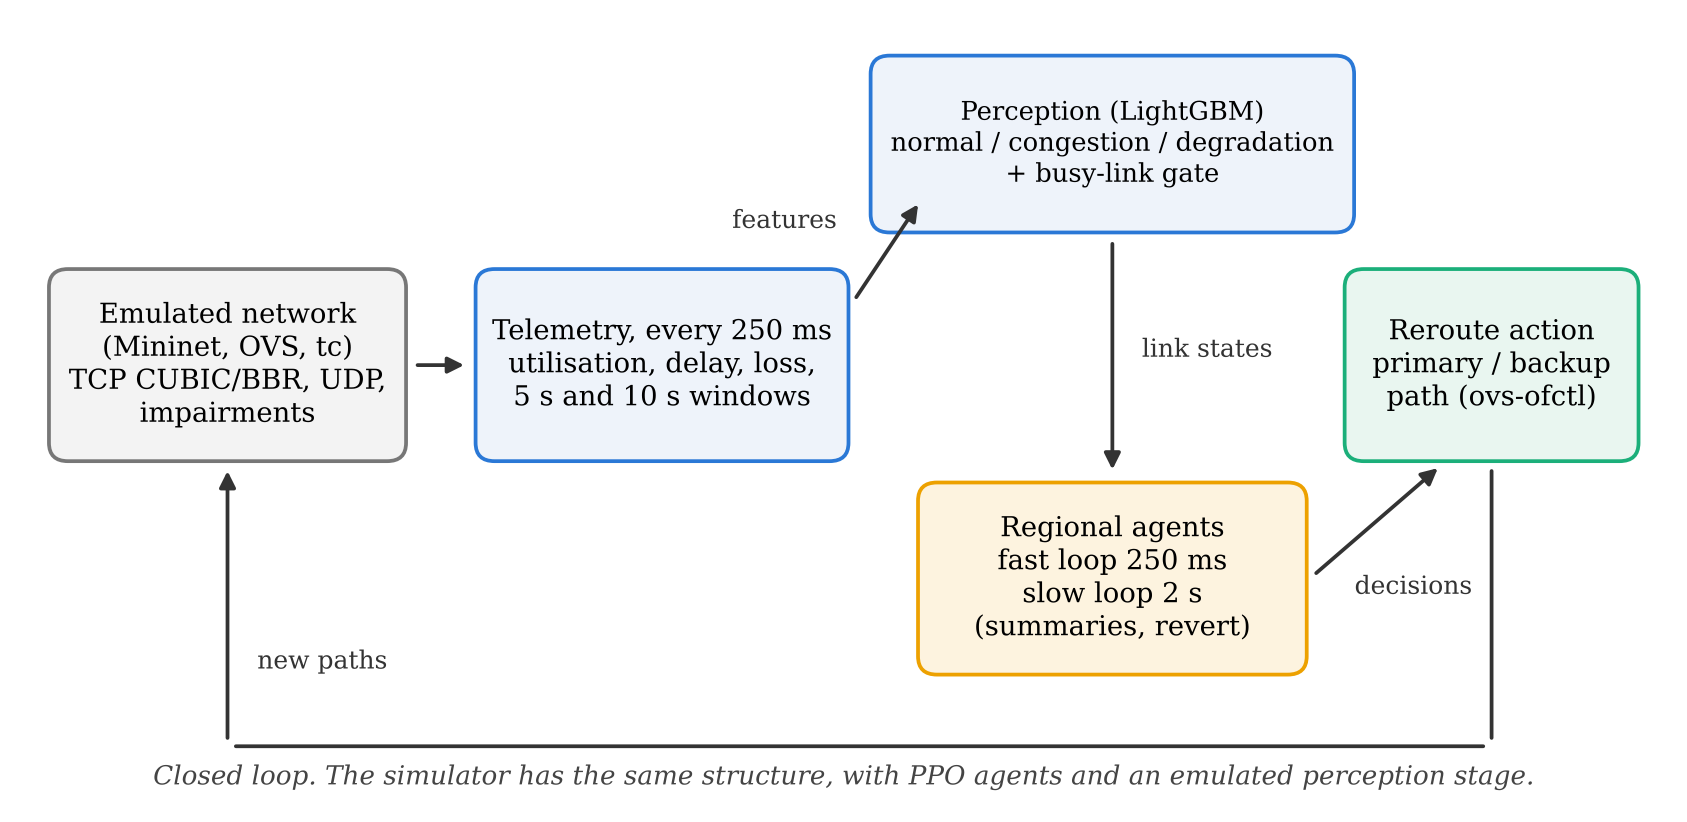 Perception (LightGBM)
normal / congestion / degradation
+ busy-link gate
features
Emulated network
(Mininet, OVS, tc)
TCP CUBIC/BBR, UDP,
impairments
Telemetry, every 250 ms
utilisation, delay, loss,
5 s and 10 s windows
link states
Reroute action
primary / backup
path (ovs-ofctl)
Regional agents
fast loop 250 ms
slow loop 2 s
(summaries, revert)
decisions
new paths
Closed loop. The simulator has the same structure, with PPO agents and an emulated perception stage.